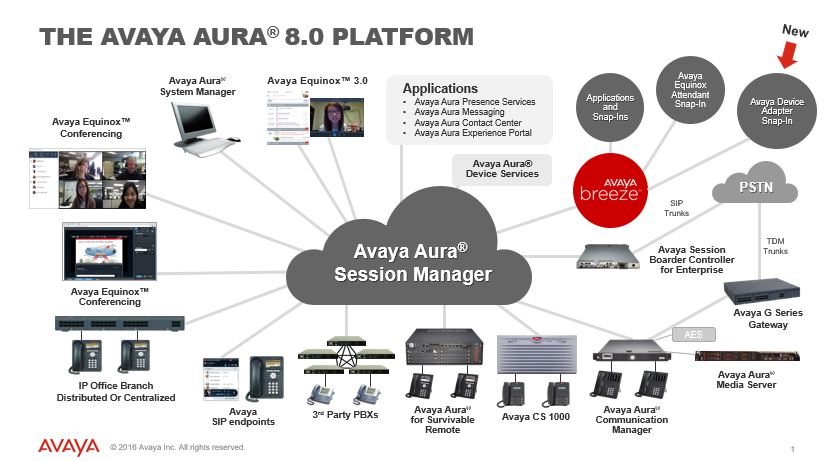 THE AVAYA AURA® 8.0 PLATFORM
New
Avaya Aura®
System Manager
Avaya Equinox™ 3.0
Applications
• Avaya Aura Presence Services
• Avaya Aura Messaging
• Avaya Aura Contact Center
• Avaya Aura Experience Portal
Applications
and
Snap-Ins
Avaya
Equinox
Attendant
Snap-In
Avaya Device
Adapter
Snap-In
Avaya Equinox™
Conferencing
Avaya Aura®
Device Services
AVAYA
breeze™
PSTN
SIP
Trunks
TDM
Trunks
Avaya Aura®
Session Manager
Avaya Session
Boarder Controller
for Enterprise
Avaya Equinox™
Conferencing
Avaya G Series
Gateway
AES
IP Office Branch
Distributed Or Centralized
Avaya
SIP endpoints
3rd Party PBXs
Avaya Aura®
for Survivable
Remote
Avaya CS 1000
Avaya Aura®
Communication
Manager
Avaya Aura®
Media Server
AVAYA
© 2016 Avaya Inc. All rights reserved.
1